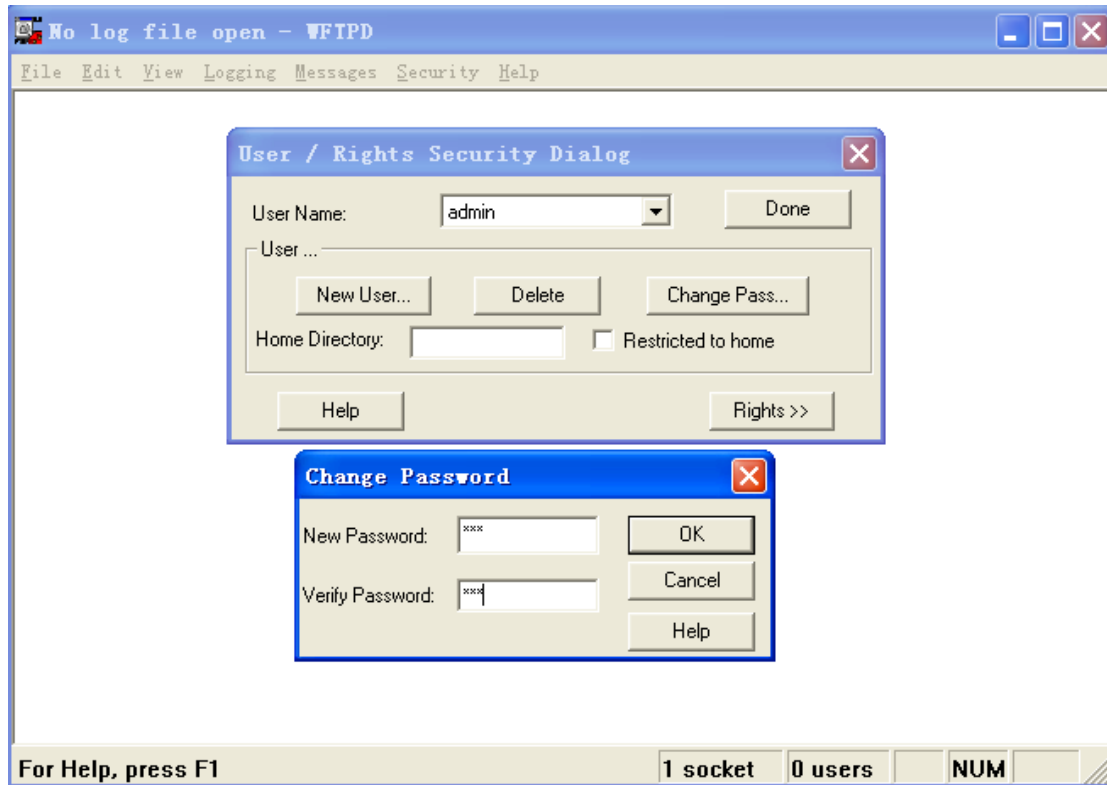 No log file open - WFTPD
File Edit View Logging Messages Security Help
User / Rights Security Dialog
User Name: admin Done
User ...
New User... Delete Change Pass...
Home Directory: Restricted to home
Help Rights >>
Change Password
New Password: *** OK
Cancel
Verify Password: ***
Help
For Help, press F1 1 socket 0 users NUM